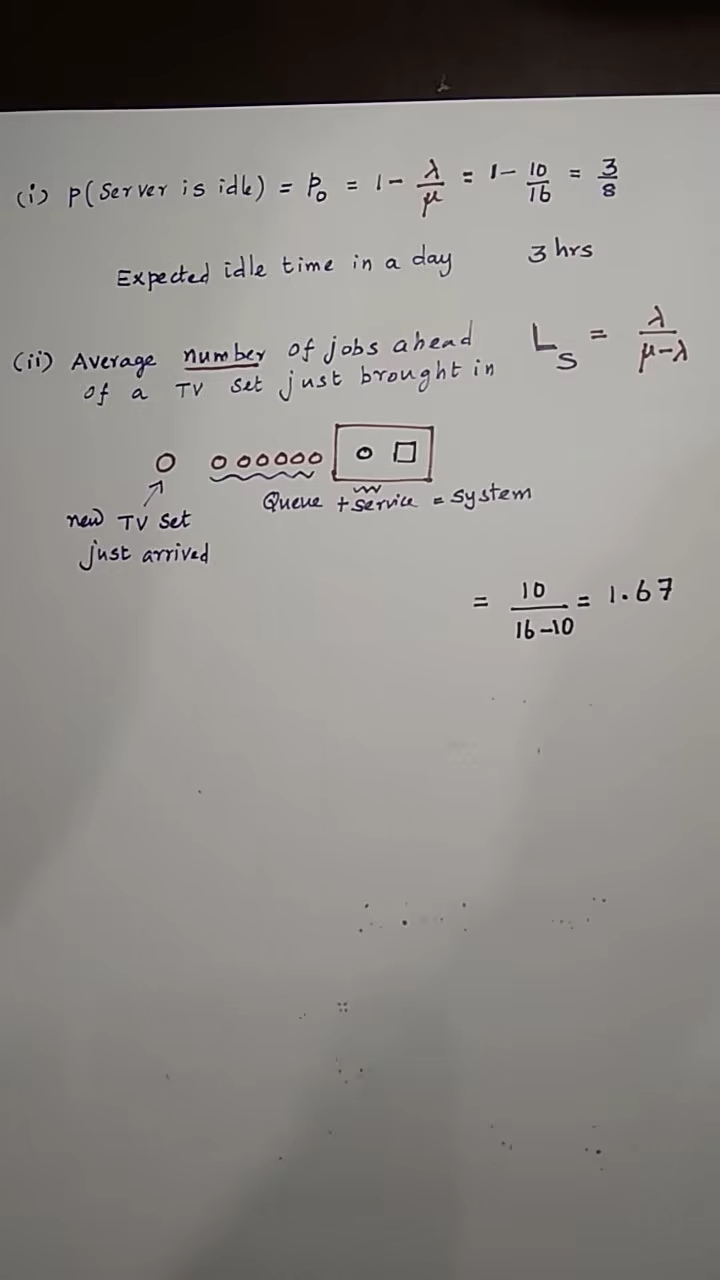 (i) P(Server is idle) = P₀ = 1 - λ/μ = 1 - 10/16 = 3/8
Expected idle time in a day 3 hrs
(ii) Average number of jobs ahead
of a TV set just brought in
L_S = λ/(μ-λ)
Queue + service = system
new TV set
just arrived
= 10/(16-10) = 1.67